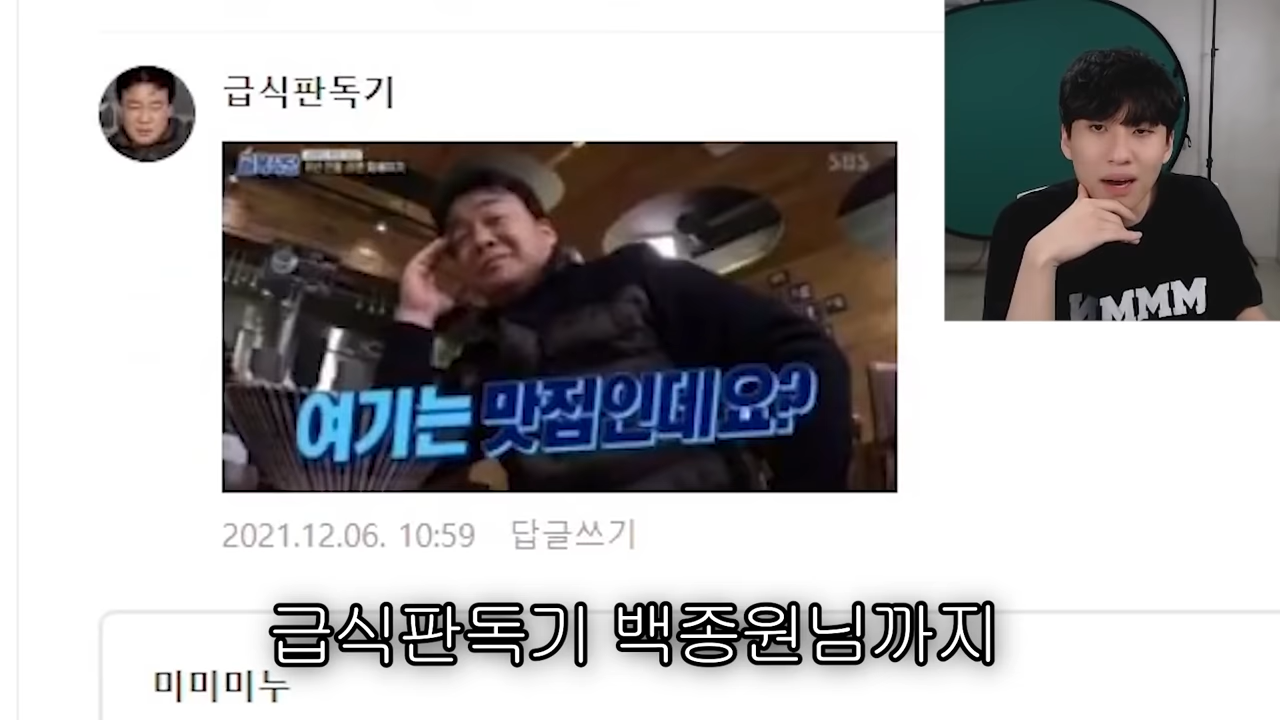 급식판독기
SBS
여기는 맛집인데요?
2021.12.06. 10:59 답글쓰기
급식판독기 백종원님까지
미미미누